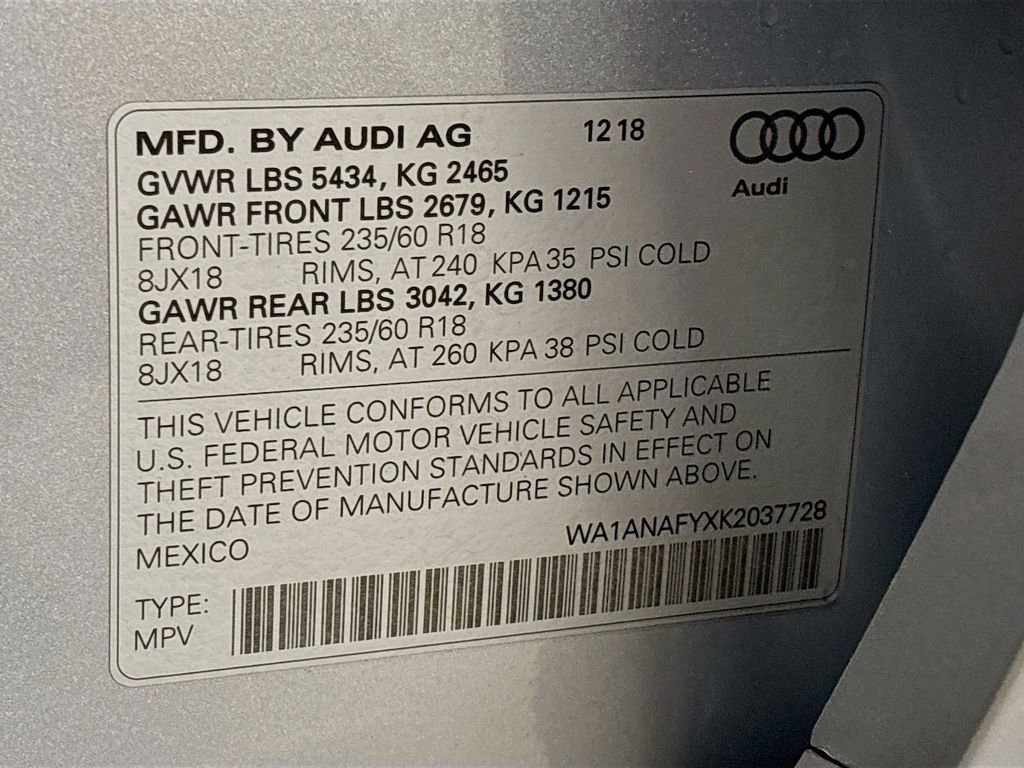 MFD. BY AUDI AG 12 18
Audi
GVWR LBS 5434, KG 2465
GAWR FRONT LBS 2679, KG 1215
FRONT-TIRES 235/60 R18
8JX18 RIMS, AT 240 KPA 35 PSI COLD
GAWR REAR LBS 3042, KG 1380
REAR-TIRES 235/60 R18
8JX18 RIMS, AT 260 KPA 38 PSI COLD
THIS VEHICLE CONFORMS TO ALL APPLICABLE
U.S. FEDERAL MOTOR VEHICLE SAFETY AND
THEFT PREVENTION STANDARDS IN EFFECT ON
THE DATE OF MANUFACTURE SHOWN ABOVE.
MEXICO WA1ANAFYXK2037728
TYPE:
MPV